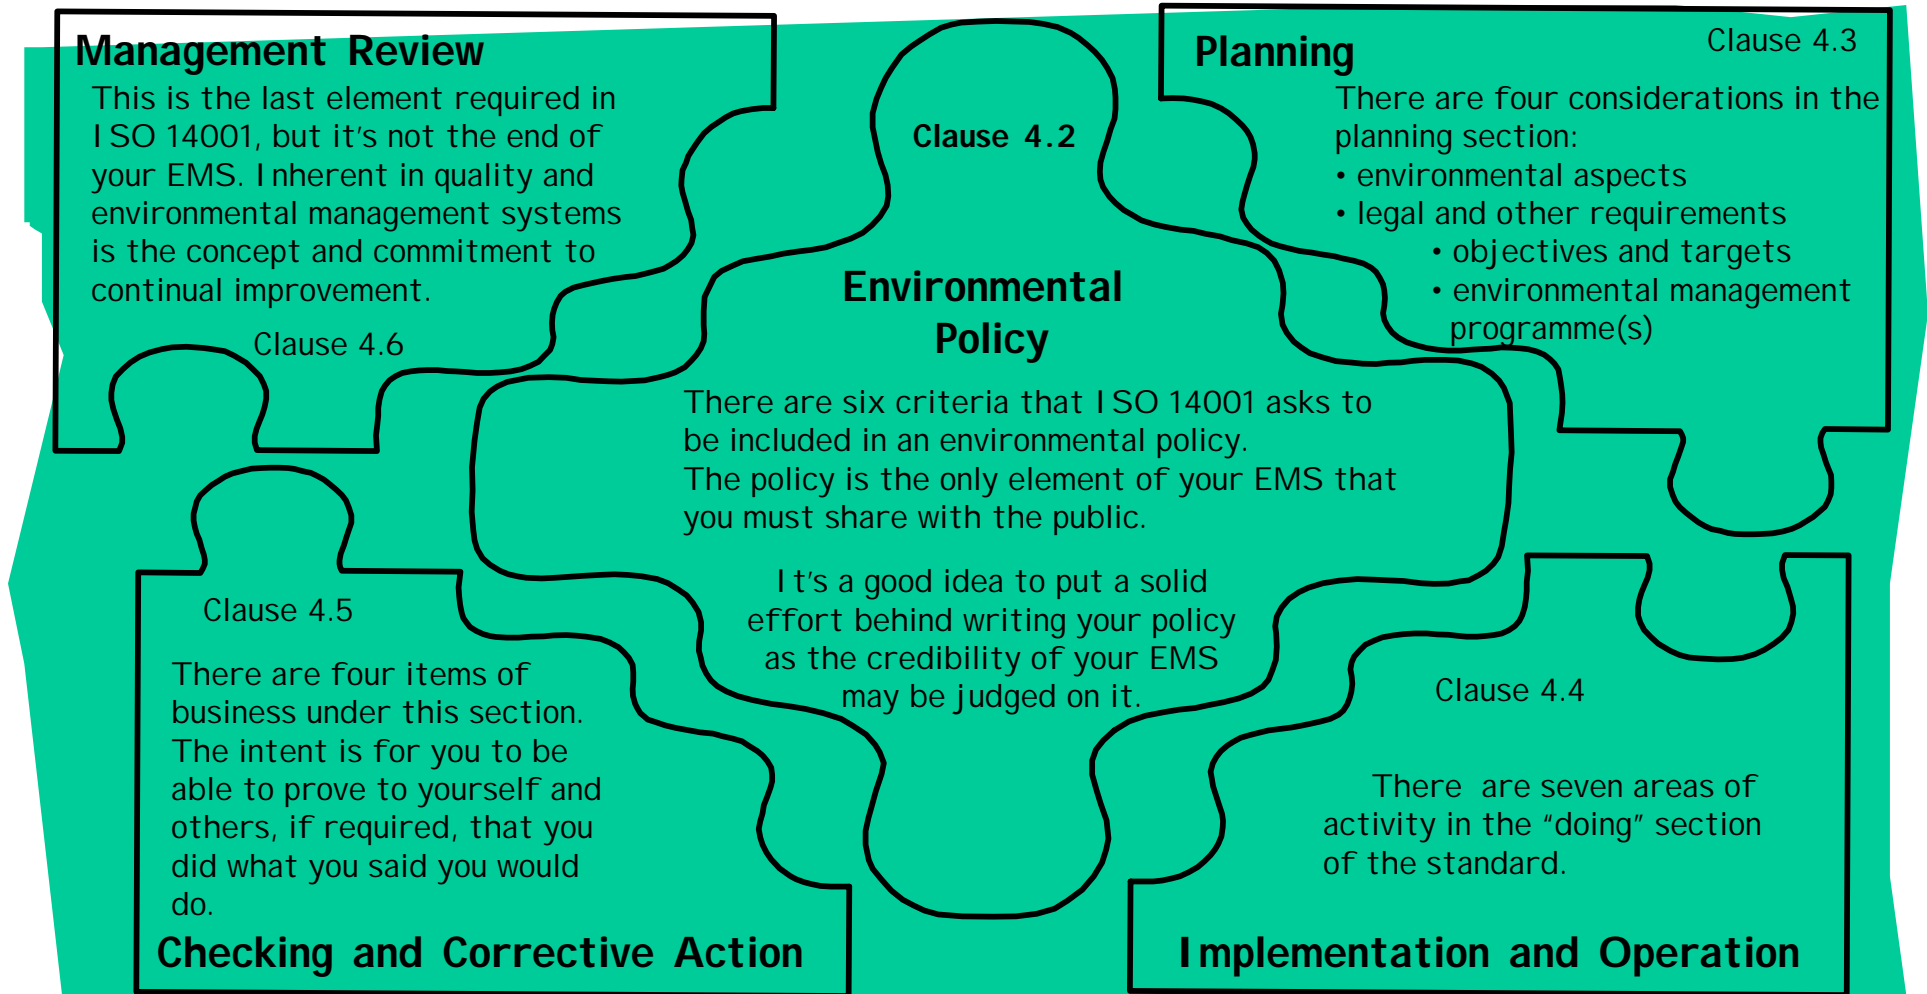 Management Review
This is the last element required in
ISO 14001, but it's not the end of
your EMS. Inherent in quality and
environmental management systems
is the concept and commitment to
continual improvement.
Clause 4.6
Clause 4.2
Environmental
Policy
There are six criteria that ISO 14001 asks to
be included in an environmental policy.
The policy is the only element of your EMS that
you must share with the public.
It's a good idea to put a solid
effort behind writing your policy
as the credibility of your EMS
may be judged on it.
Planning
Clause 4.3
There are four considerations in the
planning section:
• environmental aspects
• legal and other requirements
• objectives and targets
• environmental management
programme(s)
Clause 4.5
There are four items of
business under this section.
The intent is for you to be
able to prove to yourself and
others, if required, that you
did what you said you would
do.
Checking and Corrective Action
Clause 4.4
There are seven areas of
activity in the “doing” section
of the standard.
Implementation and Operation